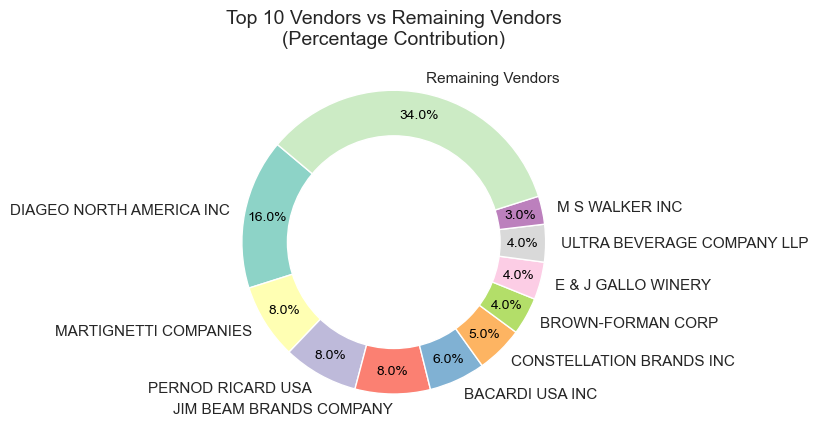 Top 10 Vendors vs Remaining Vendors
(Percentage Contribution)
Remaining Vendors
34.0%
DIAGEO NORTH AMERICA INC
16.0%
MARTIGNETTI COMPANIES
8.0%
PERNOD RICARD USA
8.0%
JIM BEAM BRANDS COMPANY
8.0%
BACARDI USA INC
6.0%
CONSTELLATION BRANDS INC
5.0%
BROWN-FORMAN CORP
4.0%
E & J GALLO WINERY
4.0%
ULTRA BEVERAGE COMPANY LLP
4.0%
M S WALKER INC
3.0%